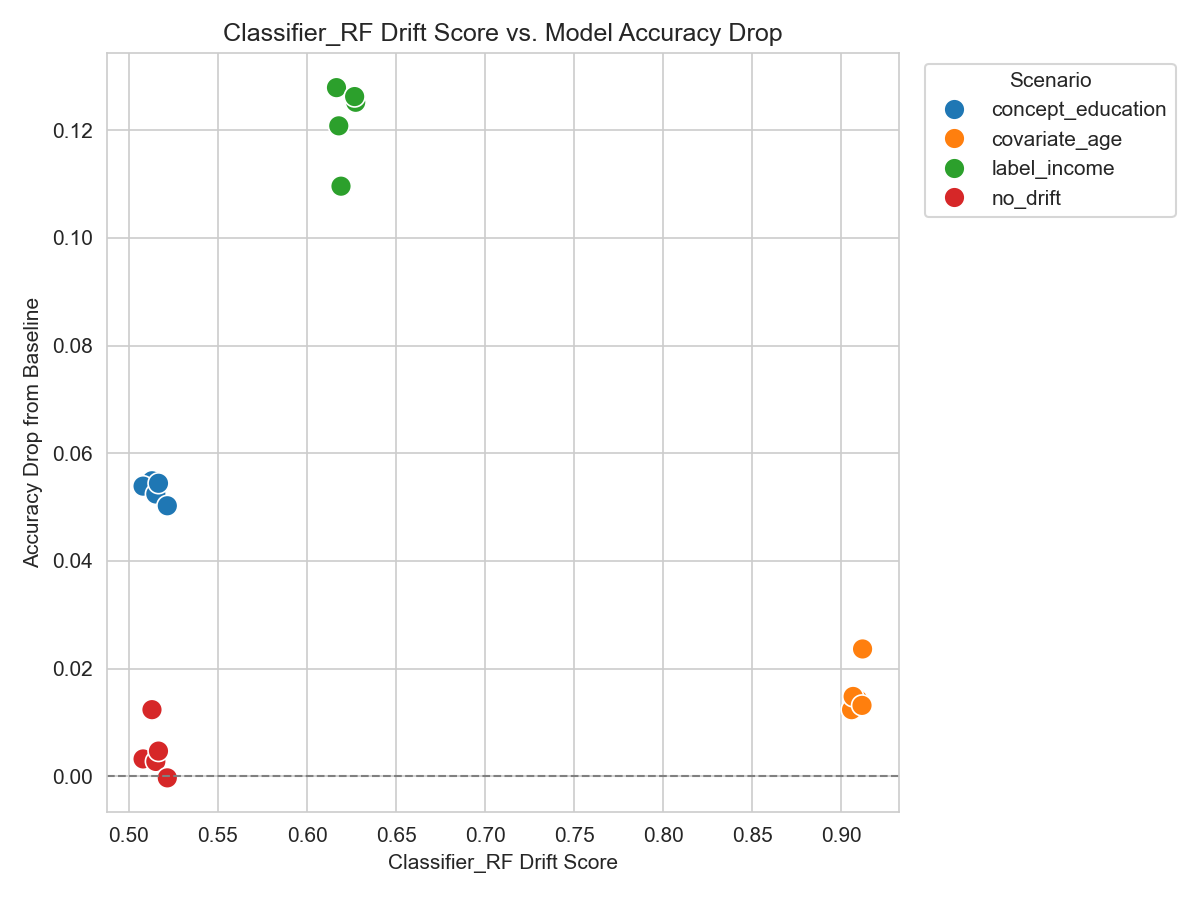 Classifier_RF Drift Score vs. Model Accuracy Drop
Scenario
concept_education
covariate_age
label_income
no_drift
Accuracy Drop from Baseline
0.12
0.10
0.08
0.06
0.04
0.02
0.00
0.50 0.55 0.60 0.65 0.70 0.75 0.80 0.85 0.90
Classifier_RF Drift Score